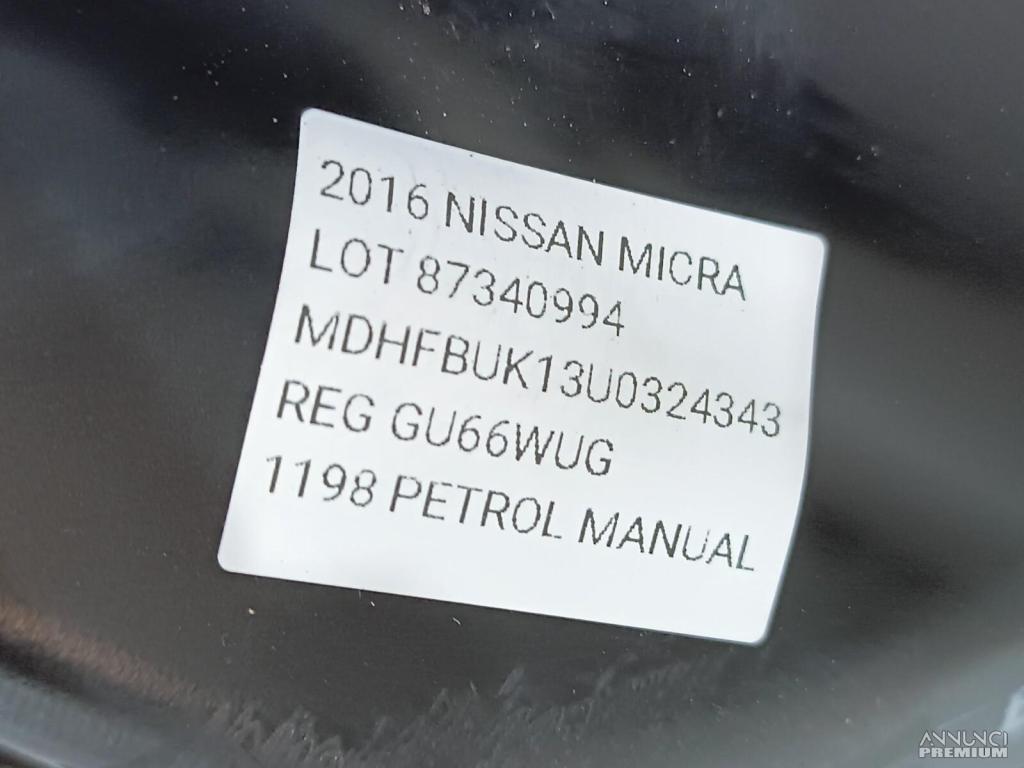 2016 NISSAN MICRA
LOT 87340994
MDHFBUK13U0324343
REG GU66WUG
1198 PETROL MANUAL
ANNUNCI
PREMIUM